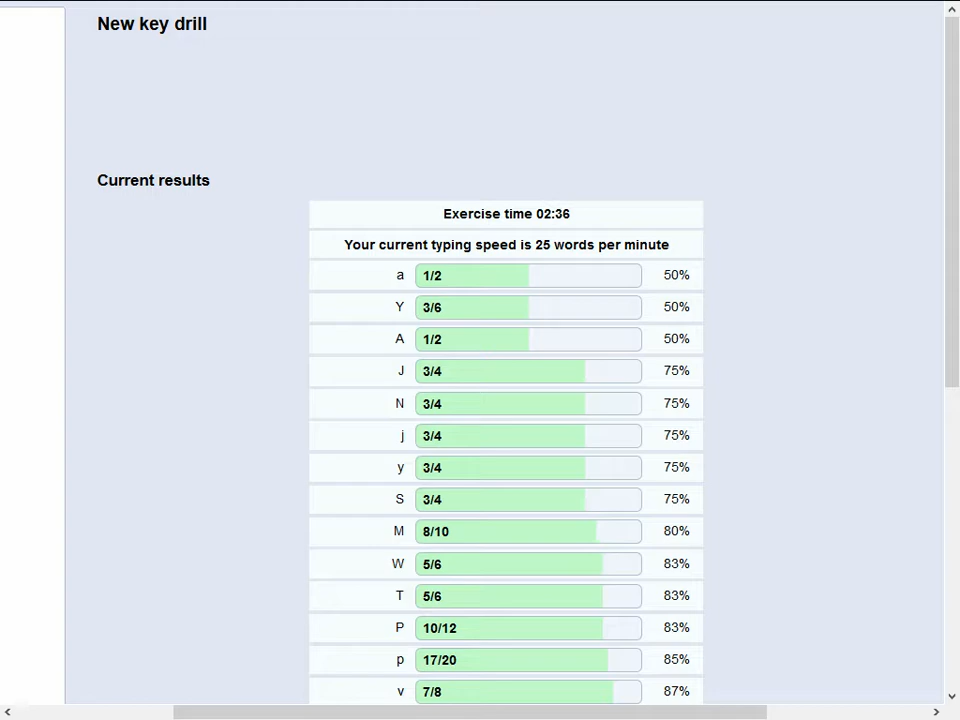 New key drill
Current results
Exercise time 02:36
Your current typing speed is 25 words per minute
a 1/2 50%
Y 3/6 50%
A 1/2 50%
J 3/4 75%
N 3/4 75%
j 3/4 75%
y 3/4 75%
S 3/4 75%
M 8/10 80%
W 5/6 83%
T 5/6 83%
P 10/12 83%
p 17/20 85%
v 7/8 87%